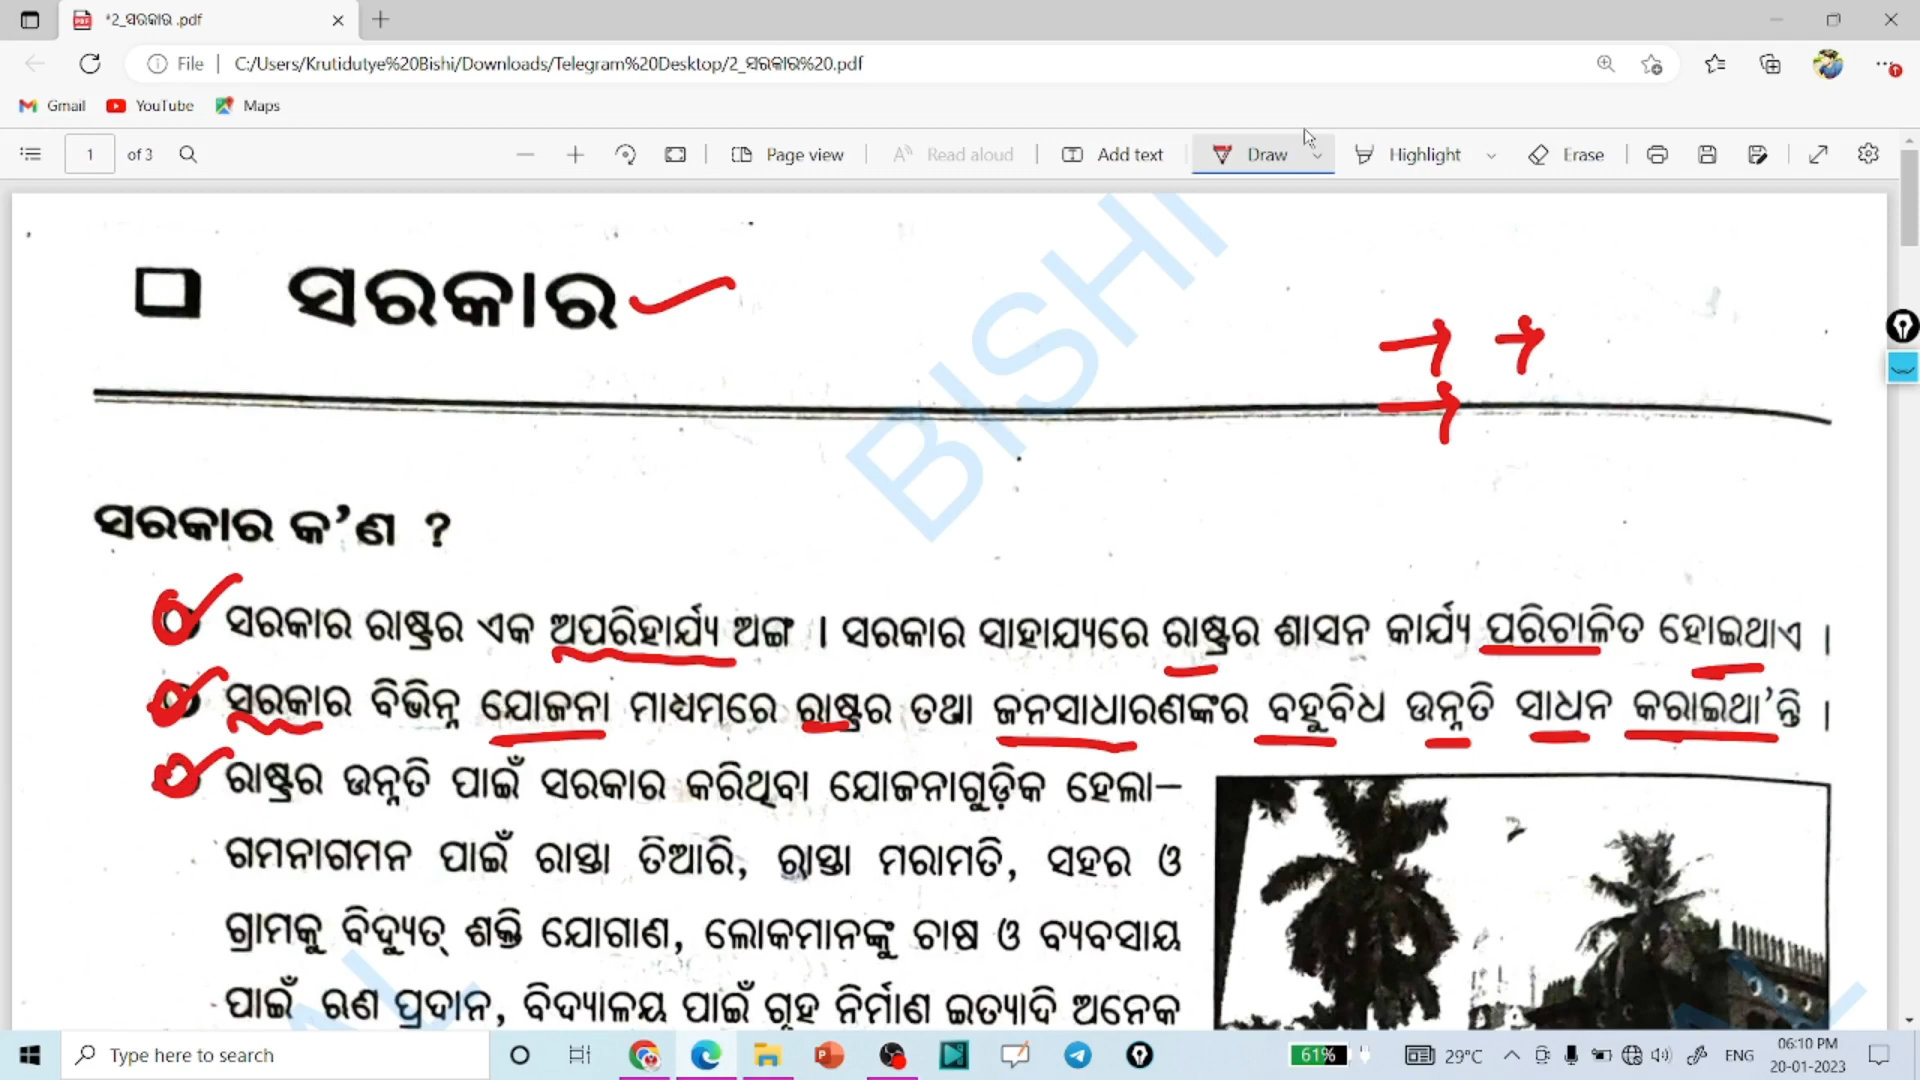 *2_ସରକାର .pdf
File C:/Users/Krutidutye%20Bishi/Downloads/Telegram%20Desktop/2_ସରକାର%20.pdf
Gmail YouTube Maps
1 of 3 Page view Read aloud Add text Draw Highlight Erase
BISHI
ସରକାର
ସରକାର କ'ଣ ?
ସରକାର ରାଷ୍ଟ୍ରର ଏକ ଅପରିହାର୍ଯ୍ୟ ଅଙ୍ଗ । ସରକାର ସାହାଯ୍ୟରେ ରାଷ୍ଟ୍ରର ଶାସନ କାର୍ଯ୍ୟ ପରିଚାଳିତ ହୋଇଥାଏ ।
ସରକାର ବିଭିନ୍ନ ଯୋଜନା ମାଧ୍ୟମରେ ରାଷ୍ଟ୍ରର ତଥା ଜନସାଧାରଣଙ୍କର ବହୁବିଧ ଉନ୍ନତି ସାଧନ କରାଇଥା'ନ୍ତି ।
ରାଷ୍ଟ୍ରର ଉନ୍ନତି ପାଇଁ ସରକାର କରିଥିବା ଯୋଜନାଗୁଡ଼ିକ ହେଲା–
ଗମନାଗମନ ପାଇଁ ରାସ୍ତା ତିଆରି, ରାସ୍ତା ମରାମତି, ସହର ଓ
ଗ୍ରାମକୁ ବିଦ୍ୟୁତ୍ ଶକ୍ତି ଯୋଗାଣ, ଲୋକମାନଙ୍କୁ ଚାଷ ଓ ବ୍ୟବସାୟ
ପାଇଁ ଋଣ ପ୍ରଦାନ, ବିଦ୍ୟାଳୟ ପାଇଁ ଗୃହ ନିର୍ମାଣ ଇତ୍ୟାଦି ଅନେକ
Type here to search 61% 29°C ENG 06:10 PM
20-01-2023